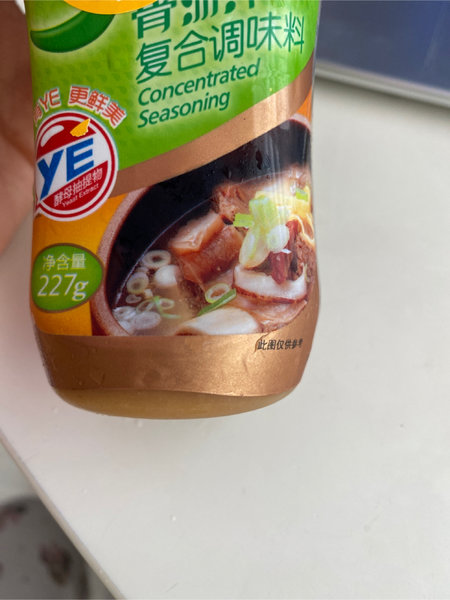 复合调味料
Concentrated
Seasoning
YE 更鲜美
YE
酵母抽提物
Yeast Extract
净含量
227g
此图仅供参考